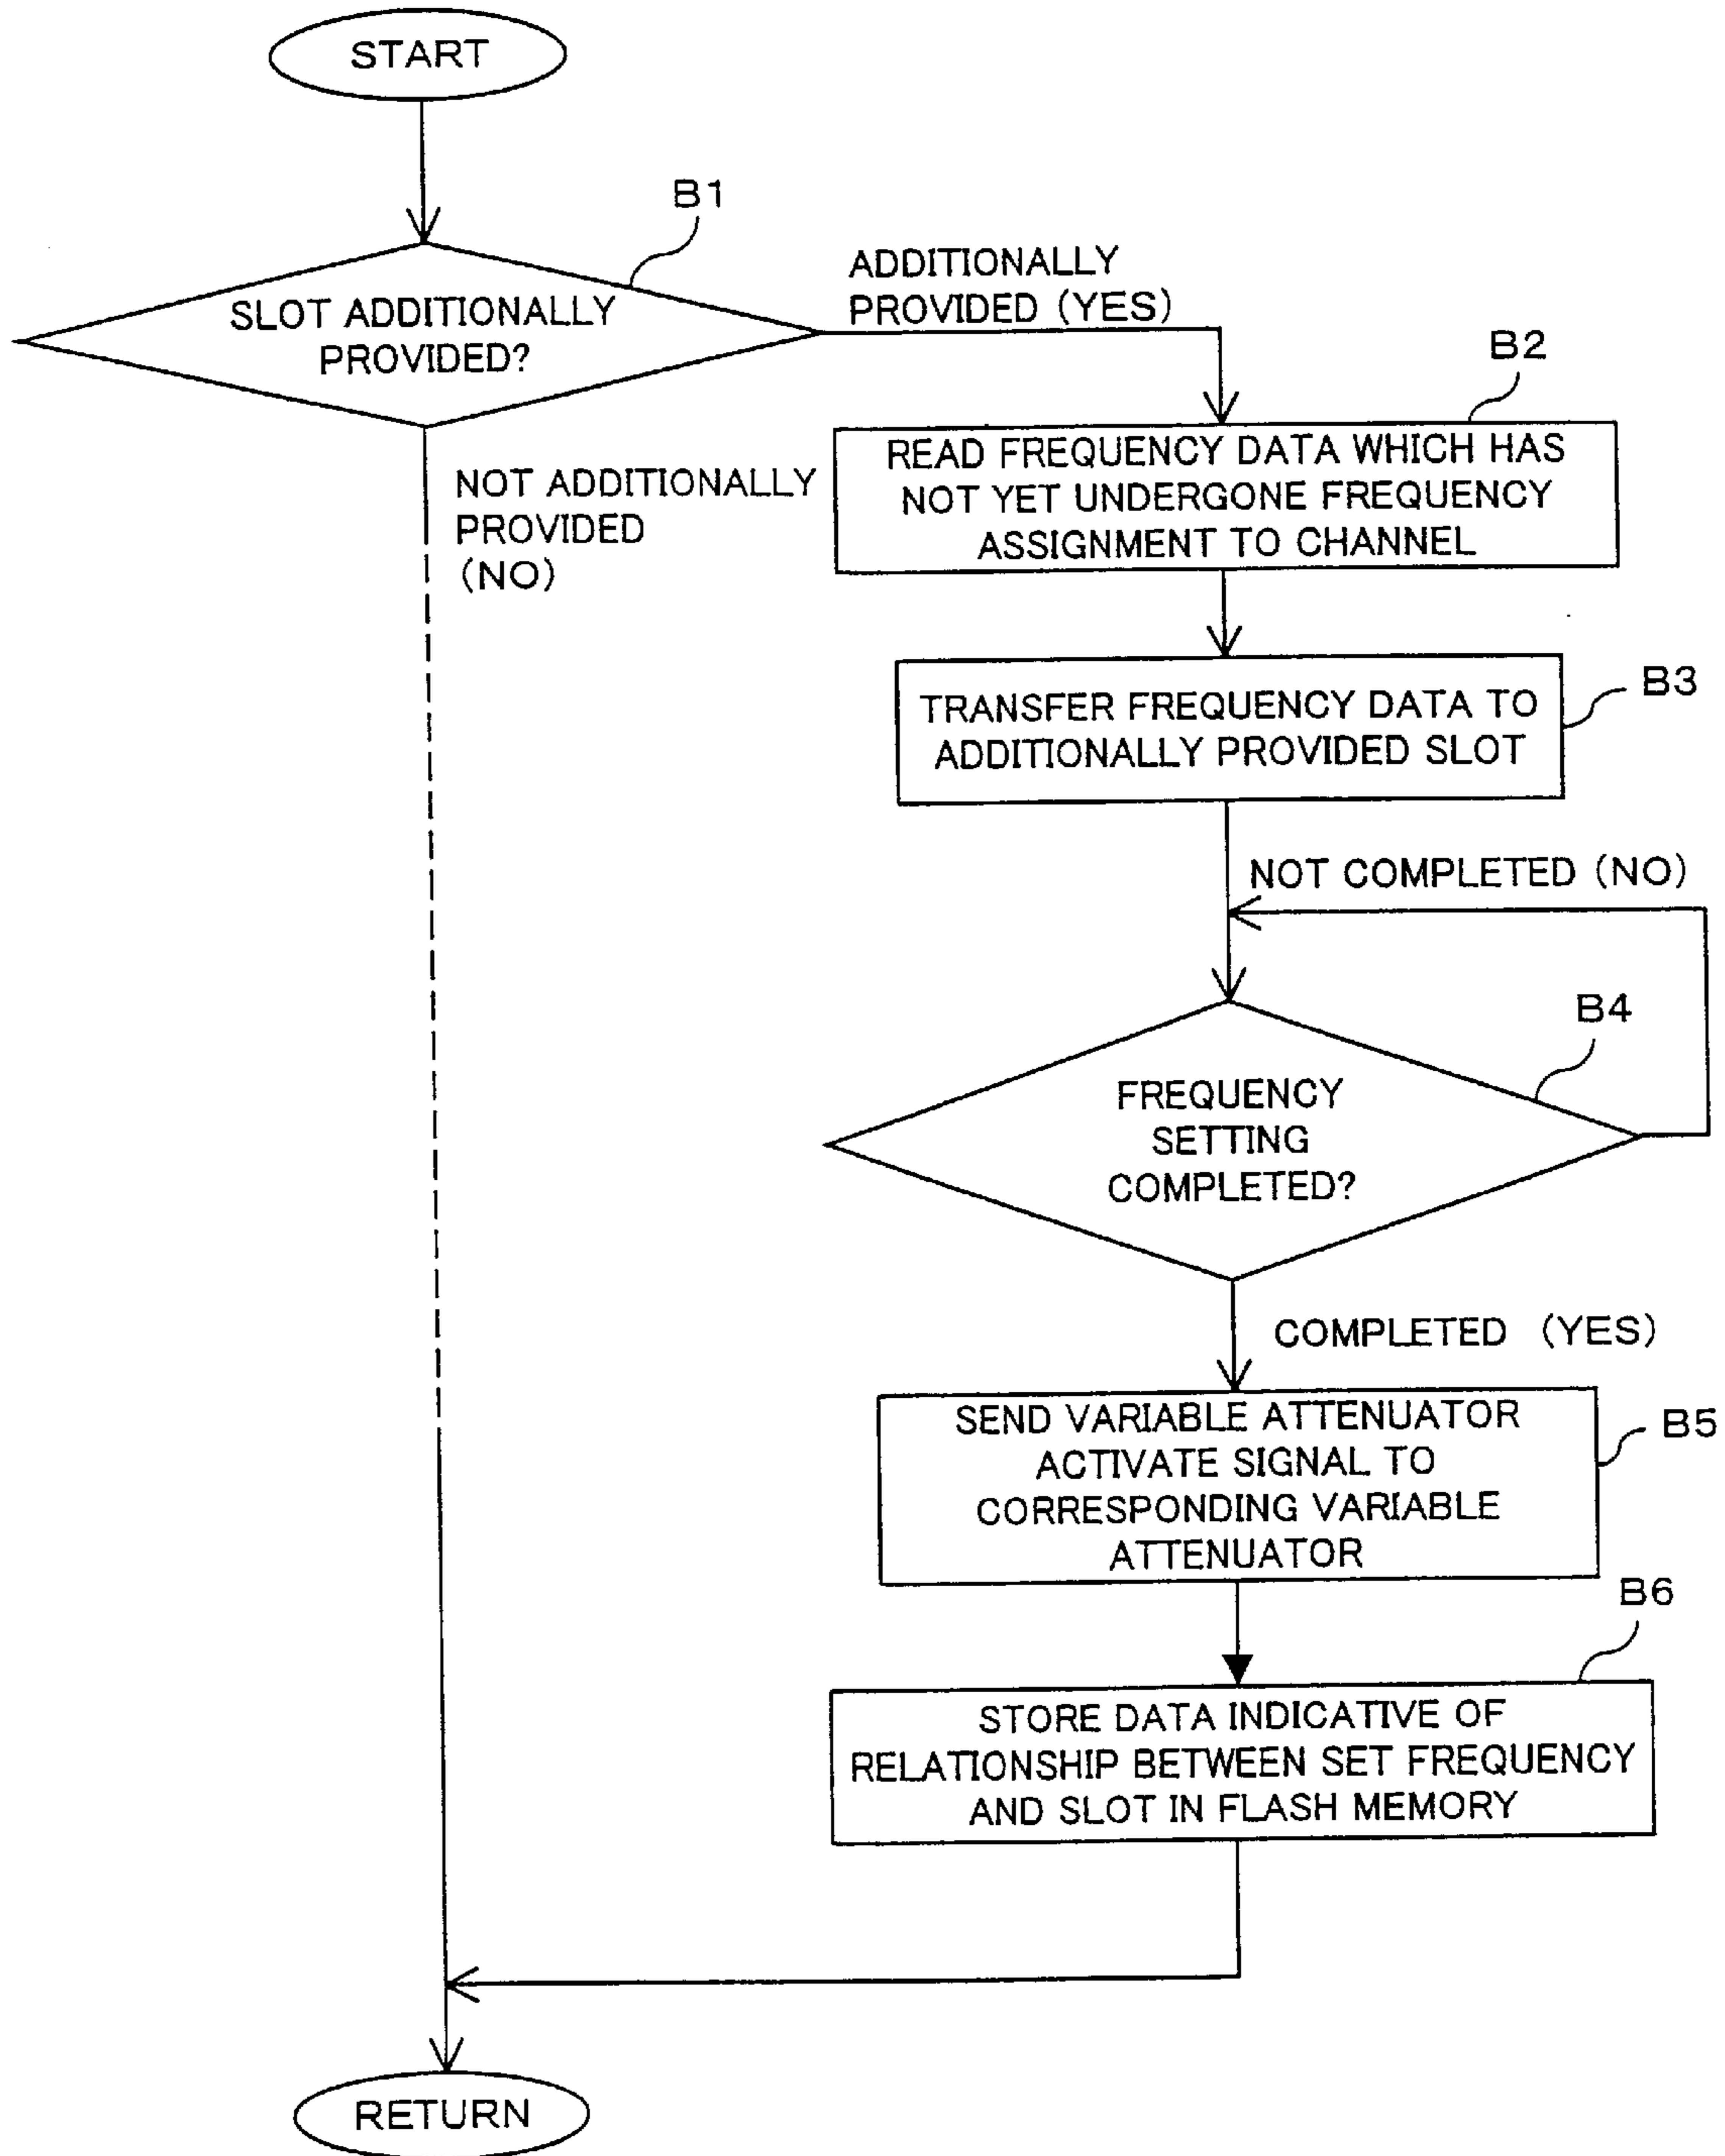 START
B1
SLOT ADDITIONALLY
PROVIDED?
ADDITIONALLY
PROVIDED (YES)
NOT ADDITIONALLY
PROVIDED
(NO)
B2
READ FREQUENCY DATA WHICH HAS
NOT YET UNDERGONE FREQUENCY
ASSIGNMENT TO CHANNEL
B3
TRANSFER FREQUENCY DATA TO
ADDITIONALLY PROVIDED SLOT
NOT COMPLETED (NO)
B4
FREQUENCY
SETTING
COMPLETED?
COMPLETED (YES)
B5
SEND VARIABLE ATTENUATOR
ACTIVATE SIGNAL TO
CORRESPONDING VARIABLE
ATTENUATOR
B6
STORE DATA INDICATIVE OF
RELATIONSHIP BETWEEN SET FREQUENCY
AND SLOT IN FLASH MEMORY
RETURN